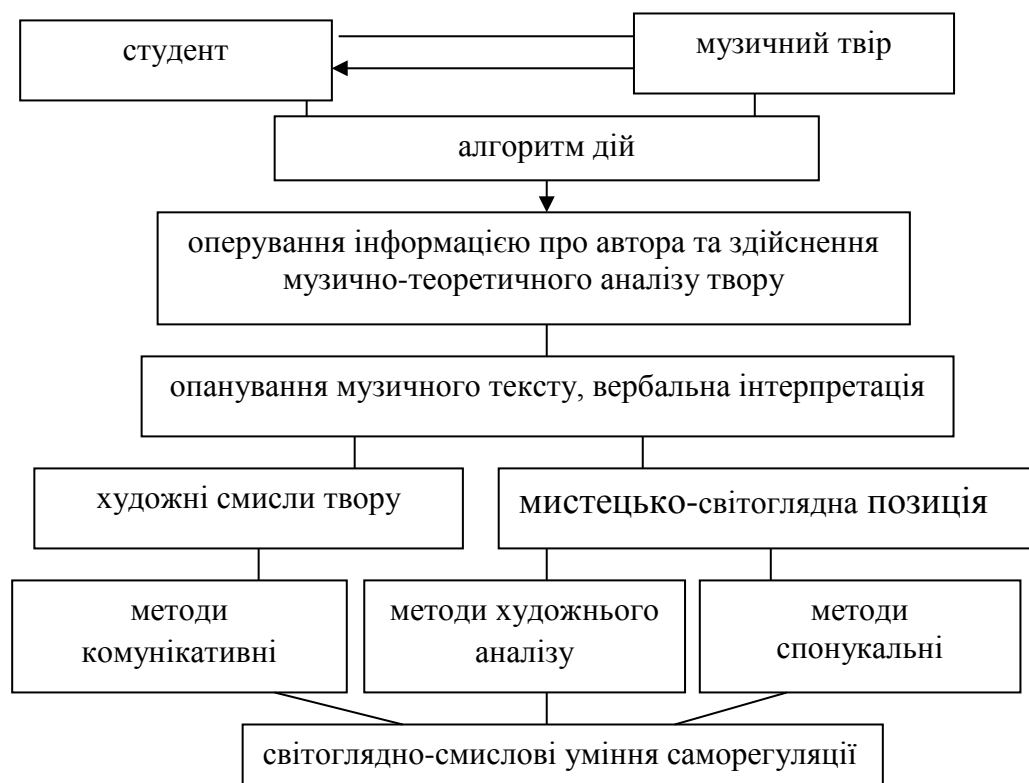 студент
музичний твір
алгоритм дій
оперування інформацією про автора та здійснення
музично-теоретичного аналізу твору
опанування музичного тексту, вербальна інтерпретація
художні смисли твору
мистецько-світоглядна позиція
методи
комунікативні
методи художнього
аналізу
методи
спонукальні
світоглядно-смислові уміння саморегуляції